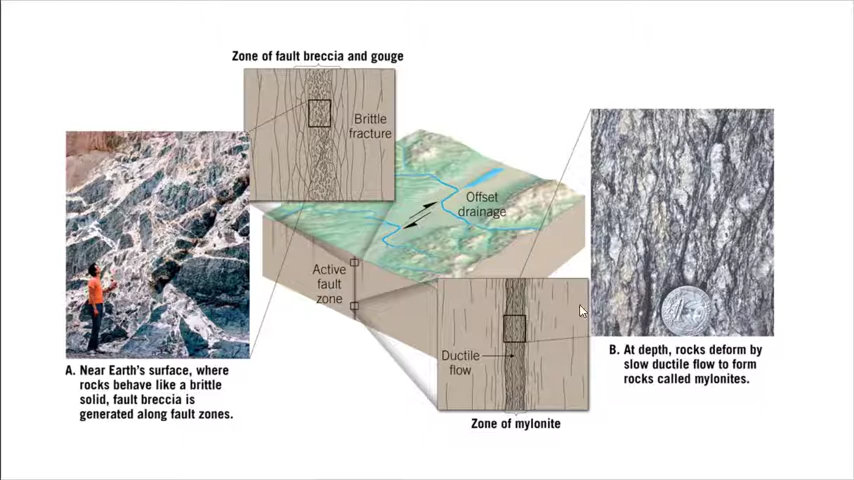 Zone of fault breccia and gouge
Brittle
fracture
Offset
drainage
Active
fault
zone
Ductile
flow
Zone of mylonite
A. Near Earth's surface, where
rocks behave like a brittle
solid, fault breccia is
generated along fault zones.
B. At depth, rocks deform by
slow ductile flow to form
rocks called mylonites.